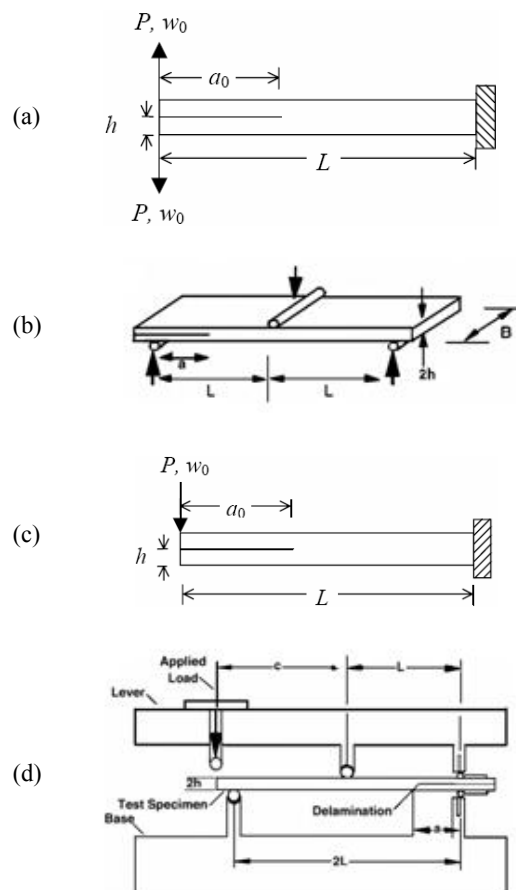 (a)
P, w0
a0
h
L
P, w0
(b)
a
L
L
2h
B
(c)
P, w0
a0
h
L
(d)
Applied
Load
c
L
Lever
2h
Test Specimen
Delamination
Base
a
2L